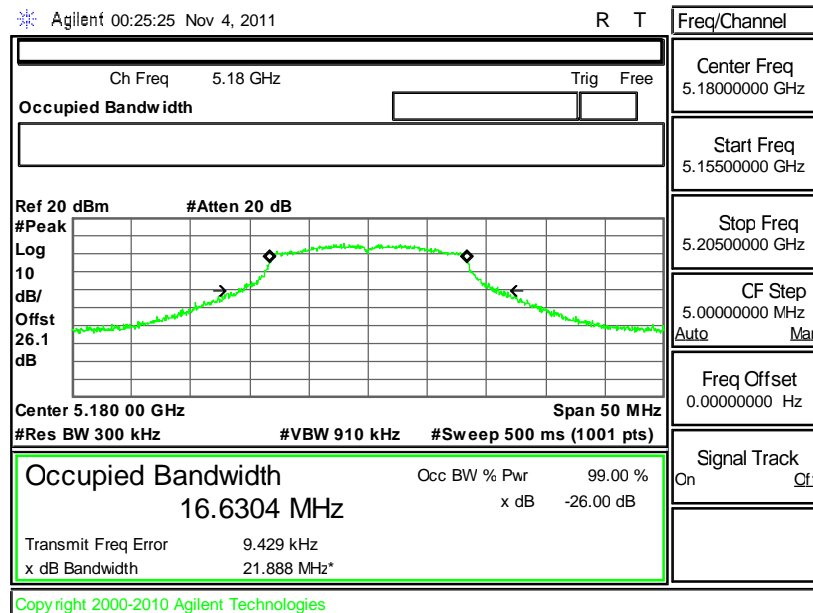 Agilent 00:25:25 Nov 4, 2011 R T Freq/Channel
Ch Freq 5.18 GHz Trig Free
Occupied Bandwidth
Center Freq
5.18000000 GHz
Start Freq
5.15500000 GHz
Stop Freq
5.20500000 GHz
CF Step
5.00000000 MHz
Auto Man
Freq Offset
0.00000000 Hz
Signal Track
On Off
Ref 20 dBm #Atten 20 dB
#Peak
Log
10
dB/
Offst
26.1
dB
Center 5.180 00 GHz Span 50 MHz
#Res BW 300 kHz #VBW 910 kHz #Sweep 500 ms (1001 pts)
Occupied Bandwidth
16.6304 MHz
Occ BW % Pwr 99.00 %
x dB -26.00 dB
Transmit Freq Error 9.429 kHz
x dB Bandwidth 21.888 MHz*
Copyright 2000-2010 Agilent Technologies